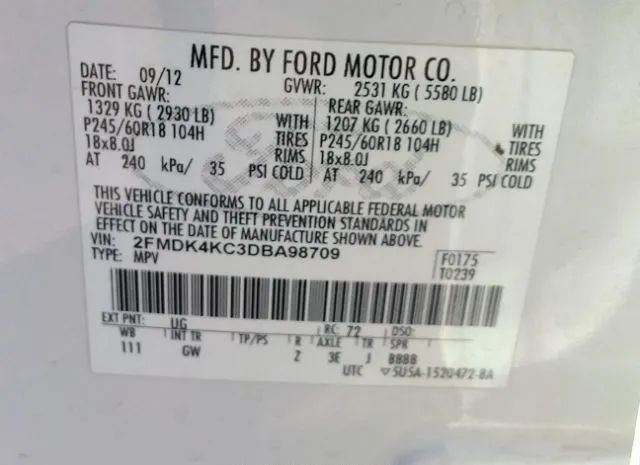 MFD. BY FORD MOTOR CO.
DATE: 09/12 GVWR: 2531 KG ( 5580 LB)
FRONT GAWR: REAR GAWR:
1329 KG ( 2930 LB) WITH 1207 KG ( 2660 LB) WITH
P245/60R18 104H TIRES P245/60R18 104H TIRES
18x8.0J RIMS 18x8.0J RIMS
AT 240 kPa/ 35 PSI COLD AT 240 kPa/ 35 PSI COLD
THIS VEHICLE CONFORMS TO ALL APPLICABLE FEDERAL MOTOR
VEHICLE SAFETY AND THEFT PREVENTION STANDARDS IN
EFFECT ON THE DATE OF MANUFACTURE SHOWN ABOVE.
VIN: 2FMDK4KC3DBA98709 F0175
TYPE: MPV T0239
EXT PNT: UG RC: 72 DSO:
WB INT TR TP/PS R AXLE TR SPR
111 GW Z 3E J BBBB
UTC ▽5U5A-1520472-BA